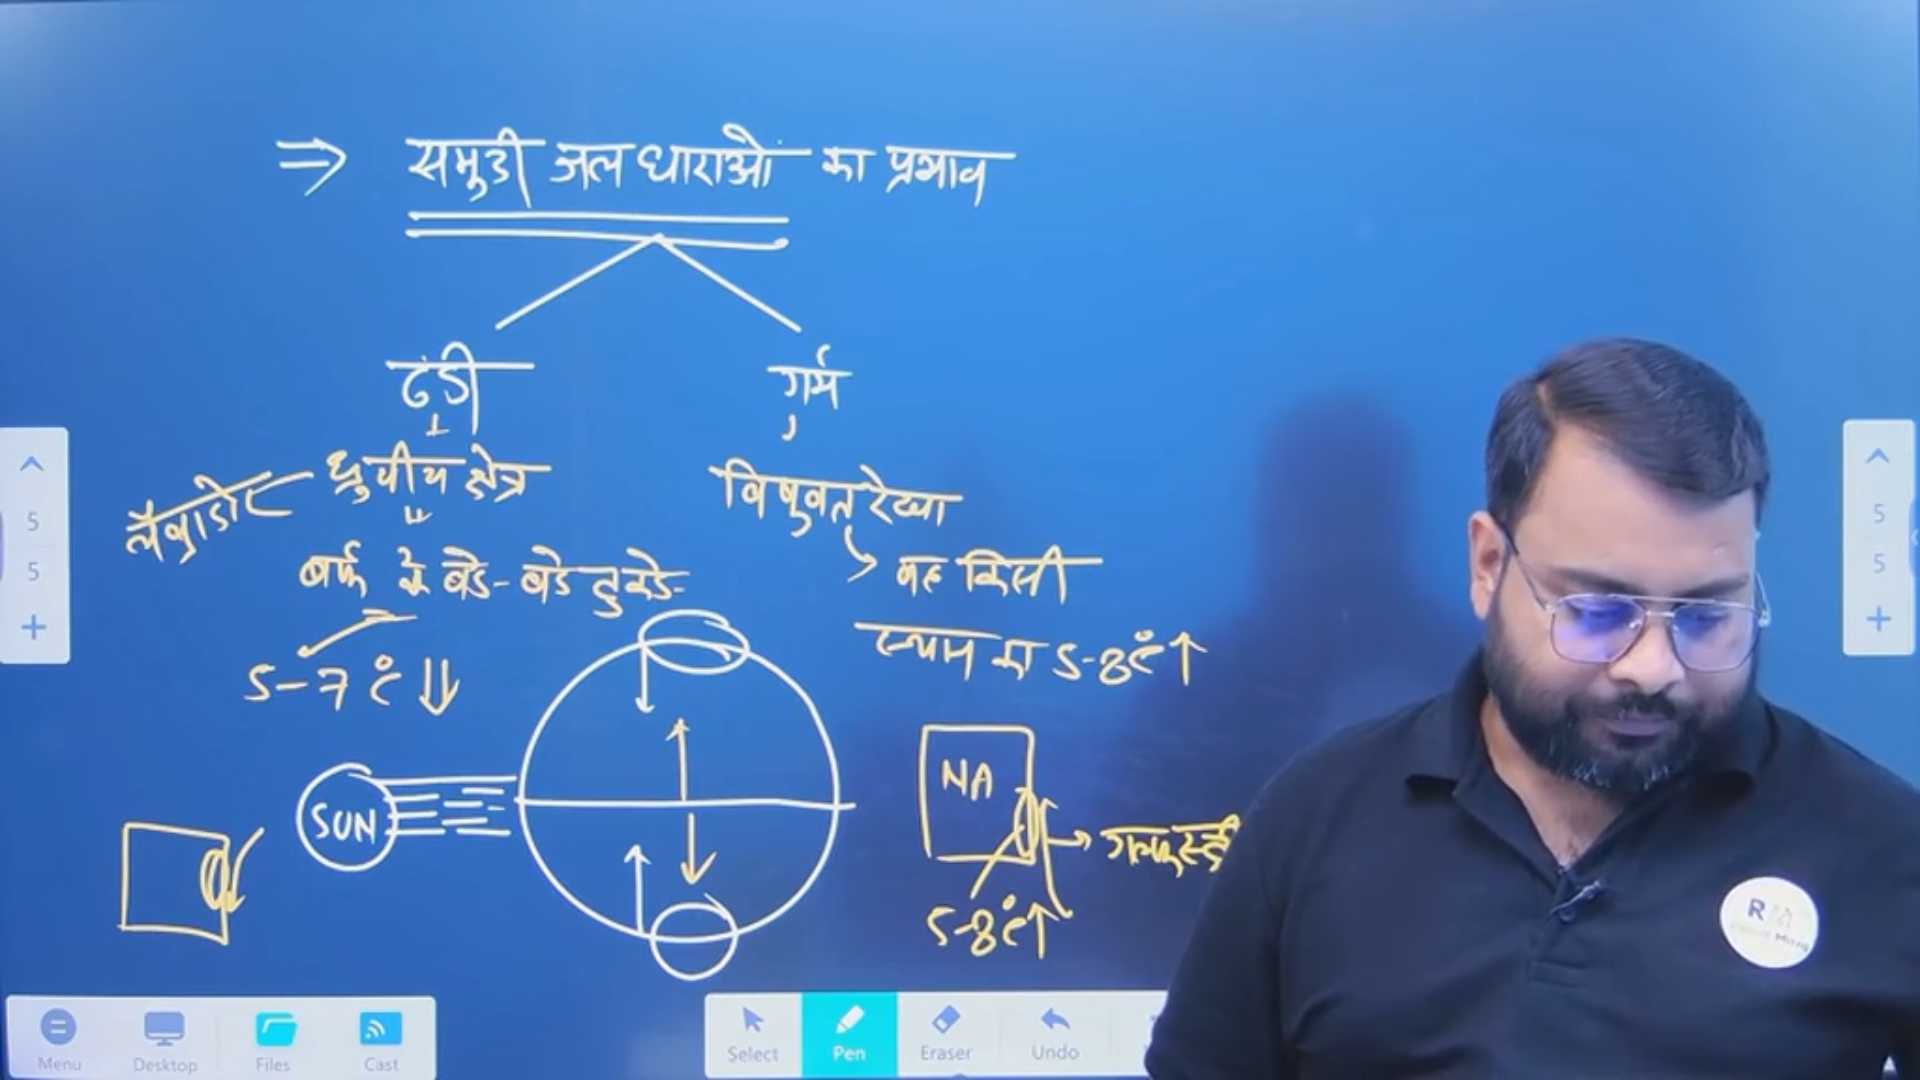 ⇒ समुद्री जल धाराओं का प्रभाव
ठंडी
गर्म
लैब्राडोर
ध्रुवीय क्षेत्र
विषुवत् रेखा
बर्फ के बडे-बडे टुकडे
वह किसी
स्थान का 5-8°C ↑
5-7°C ↓↓
SUN
NA
गल्फस्ट्री
5-8°C ↑
5
5
+
5
5
+
Menu
Desktop
Files
Cast
Select
Pen
Eraser
Undo
R